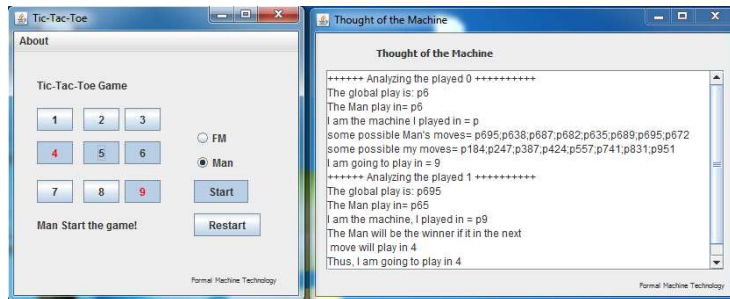 Tic-Tac-Toe
About
Tic-Tac-Toe Game
1 2 3
FM
4 5 6
Man
7 8 9 Start
Man Start the game! Restart
Formal Machine Technology
Thought of the Machine
Thought of the Machine
++++++ Analyzing the played 0 ++++++++++
The global play is: p6
The Man play in= p6
I am the machine I played in = p
some possible Man's moves= p695;p638;p687;p682;p635;p689;p695;p672
some possible my moves= p184;p247;p387;p424;p557;p741;p831;p951
I am going to play in = 9
++++++ Analyzing the played 1 ++++++++++
The global play is: p695
The Man play in= p65
I am the machine, I played in = p9
The Man will be the winner if it in the next
move will play in 4
Thus, I am going to play in 4
Formal Machine Technology